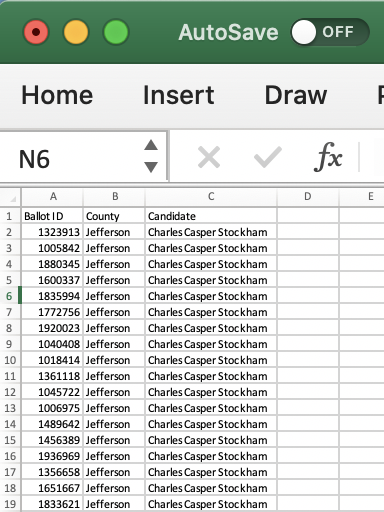 AutoSave OFF
Home Insert Draw
N6 fx
A B C D E
1 Ballot ID County Candidate
2 1323913 Jefferson Charles Casper Stockham
3 1005842 Jefferson Charles Casper Stockham
4 1880345 Jefferson Charles Casper Stockham
5 1600337 Jefferson Charles Casper Stockham
6 1835994 Jefferson Charles Casper Stockham
7 1772756 Jefferson Charles Casper Stockham
8 1920023 Jefferson Charles Casper Stockham
9 1040408 Jefferson Charles Casper Stockham
10 1018414 Jefferson Charles Casper Stockham
11 1361118 Jefferson Charles Casper Stockham
12 1045722 Jefferson Charles Casper Stockham
13 1006975 Jefferson Charles Casper Stockham
14 1489642 Jefferson Charles Casper Stockham
15 1456389 Jefferson Charles Casper Stockham
16 1936969 Jefferson Charles Casper Stockham
17 1356658 Jefferson Charles Casper Stockham
18 1651667 Jefferson Charles Casper Stockham
19 1833621 Jefferson Charles Casper Stockham